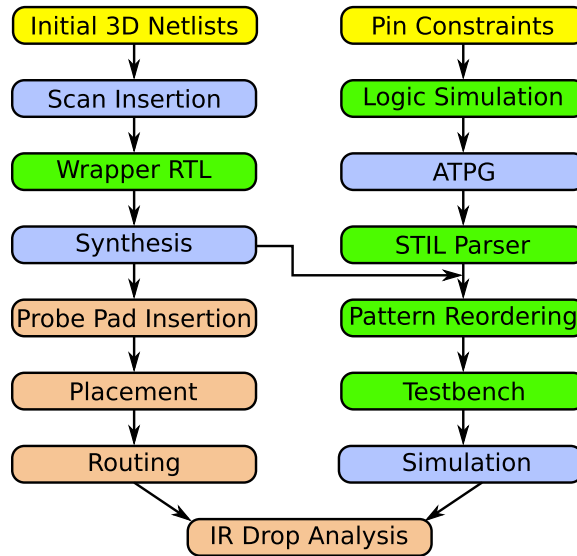 Initial 3D Netlists
Scan Insertion
Wrapper RTL
Synthesis
Probe Pad Insertion
Placement
Routing
Pin Constraints
Logic Simulation
ATPG
STIL Parser
Pattern Reordering
Testbench
Simulation
IR Drop Analysis